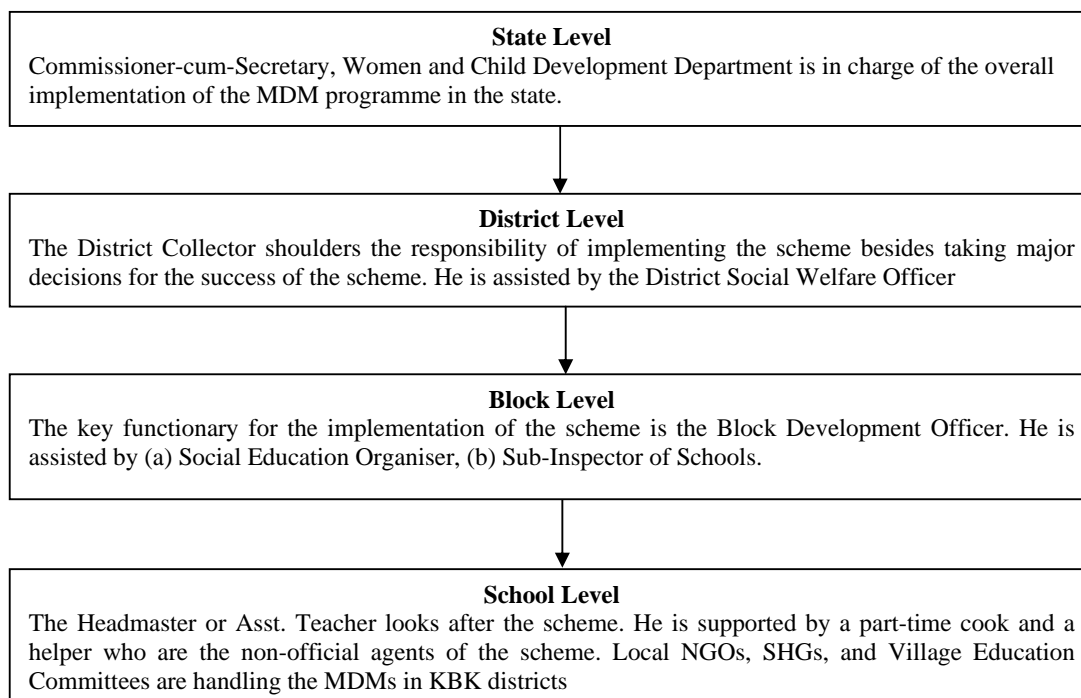 State Level
Commissioner-cum-Secretary, Women and Child Development Department is in charge of the overall
implementation of the MDM programme in the state.
District Level
The District Collector shoulders the responsibility of implementing the scheme besides taking major
decisions for the success of the scheme. He is assisted by the District Social Welfare Officer
Block Level
The key functionary for the implementation of the scheme is the Block Development Officer. He is
assisted by (a) Social Education Organiser, (b) Sub-Inspector of Schools.
School Level
The Headmaster or Asst. Teacher looks after the scheme. He is supported by a part-time cook and a
helper who are the non-official agents of the scheme. Local NGOs, SHGs, and Village Education
Committees are handling the MDMs in KBK districts